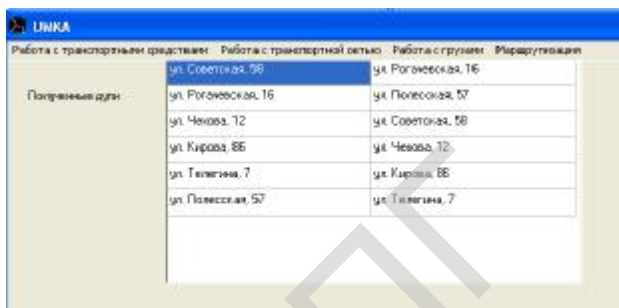 UMKA
Работа с транспортными средствами Работа с транспортной сетью Работа с грузами Маршрутизация
ул. Советская, 58 ул. Рогачевская, 16
Полученные дуги ул. Рогачевская, 16 ул. Полесская, 57
ул. Чехова, 12 ул. Советская, 58
ул. Кирова, 86 ул. Чехова, 12
ул. Телегина, 7 ул. Кирова, 86
ул. Полесская, 57 ул. Телегина, 7